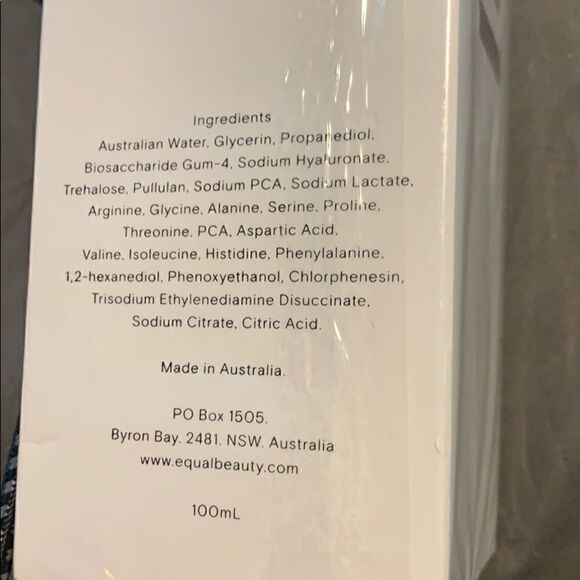 Ingredients
Australian Water, Glycerin, Propanediol,
Biosaccharide Gum-4, Sodium Hyaluronate,
Trehalose, Pullulan, Sodium PCA, Sodium Lactate,
Arginine, Glycine, Alanine, Serine, Proline,
Threonine, PCA, Aspartic Acid,
Valine, Isoleucine, Histidine, Phenylalanine,
1,2-hexanediol, Phenoxyethanol, Chlorphenesin,
Trisodium Ethylenediamine Disuccinate,
Sodium Citrate, Citric Acid.
Made in Australia.
PO Box 1505.
Byron Bay. 2481. NSW. Australia
www.equalbeauty.com
100mL